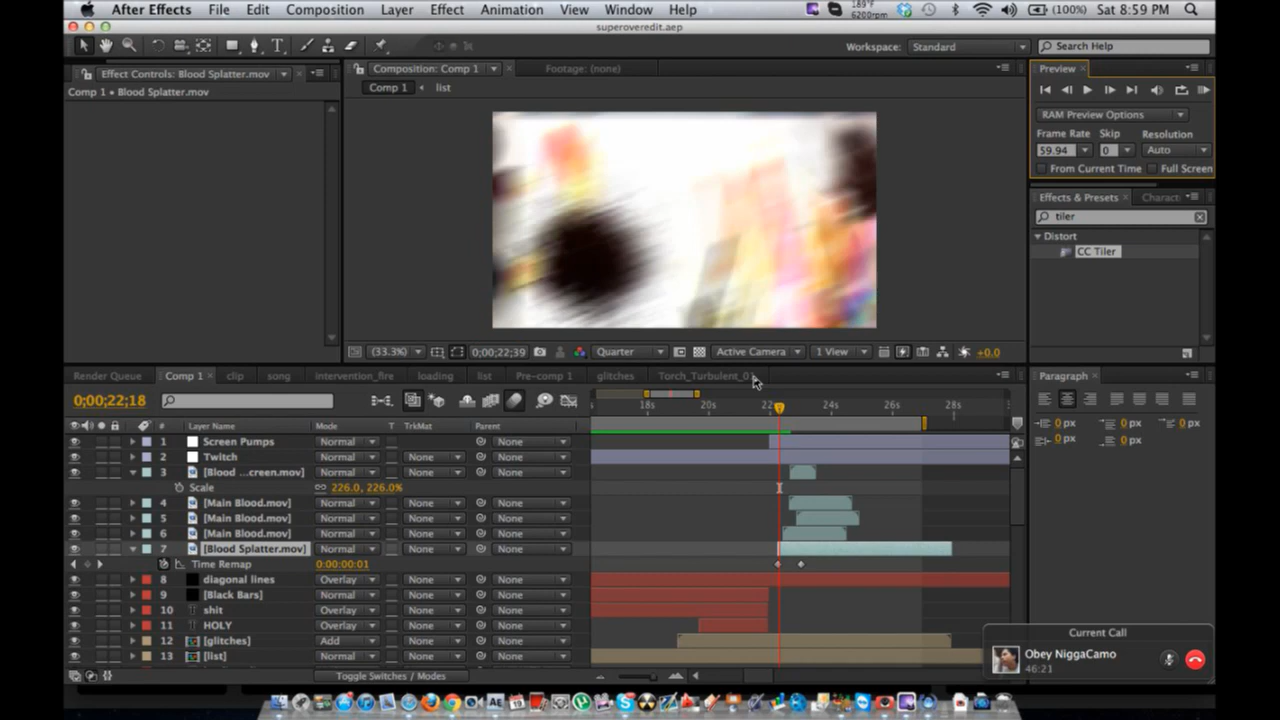 After Effects File Edit Composition Layer Effect Animation View Window Help 189°F 6200rpm (100%) Sat 8:59 PM
superoveredit.aep
Workspace: Standard Search Help
Effect Controls: Blood Splatter.mov Composition: Comp 1 Footage: (none) Preview
Comp 1 • Blood Splatter.mov Comp 1 list
RAM Preview Options
Frame Rate Skip Resolution
59.94 0 Auto
From Current Time Full Screen
Effects & Presets Charact
tiler
Distort
CC Tiler
(33.3%) 0;00;22;39 Quarter Active Camera 1 View +0.0
Render Queue Comp 1 clip song intervention_fire loading list Pre-comp 1 glitches Torch_Turbulent_01 Paragraph
0;00;22;18 18s 20s 22 24s 26s 28s
# Layer Name Mode T TrkMat Parent
0 px 0 px 0 px
0 px 0 px
1 Screen Pumps Normal None
2 Twitch Normal None None
3 [Blood ...creen.mov] Normal None None
Scale 226.0, 226.0%
4 [Main Blood.mov] Normal None None
5 [Main Blood.mov] Normal None None
6 [Main Blood.mov] Normal None None
7 [Blood Splatter.mov] Normal None None
Time Remap 0:00:00:01
8 diagonal lines Overlay None None
9 [Black Bars] Normal None None
10 T shit Overlay None None
11 T HOLY Overlay None None
12 [glitches] Add None None
13 [list] Normal None None
Current Call
Obey NiggaCamo
46:21
Toggle Switches / Modes